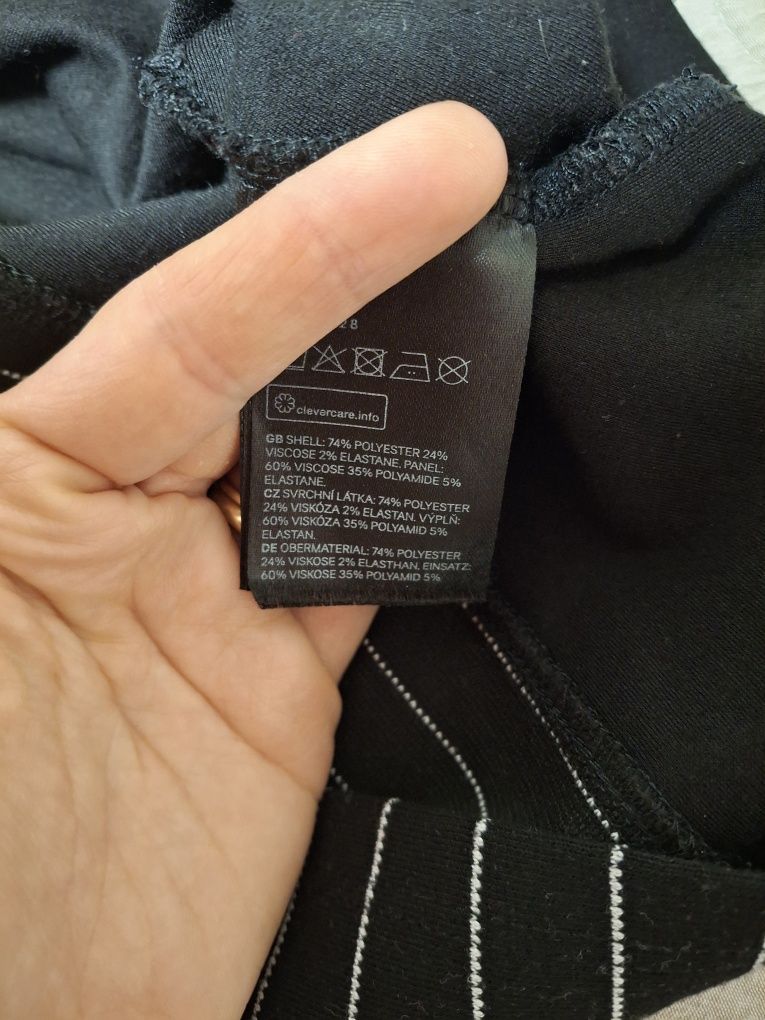 28
clevercare.info
GB SHELL: 74% POLYESTER 24%
VISCOSE 2% ELASTANE. PANEL:
60% VISCOSE 35% POLYAMIDE 5%
ELASTANE.
CZ SVRCHNÍ LÁTKA: 74% POLYESTER
24% VISKÓZA 2% ELASTAN. VÝPLŇ:
60% VISKÓZA 35% POLYAMID 5%
ELASTAN.
DE OBERMATERIAL: 74% POLYESTER
24% VISKOSE 2% ELASTHAN. EINSATZ:
60% VISKOSE 35% POLYAMID 5%